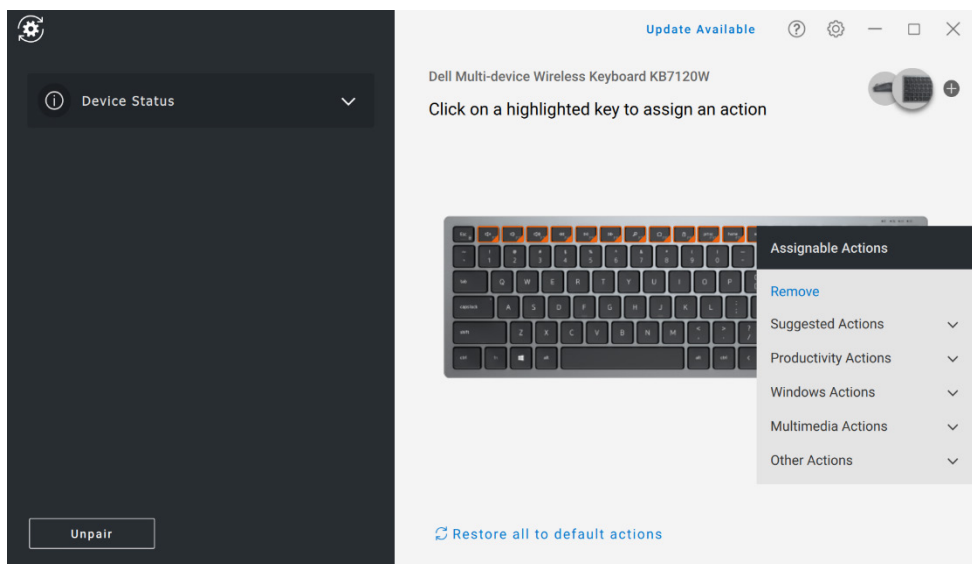 Update Available
Device Status
Dell Multi-device Wireless Keyboard KB7120W
Click on a highlighted key to assign an action
Q W E R T Y U I O P
A S D F G H J K L
Z X C V B N M
Assignable Actions
Remove
Suggested Actions
Productivity Actions
Windows Actions
Multimedia Actions
Other Actions
Unpair
Restore all to default actions